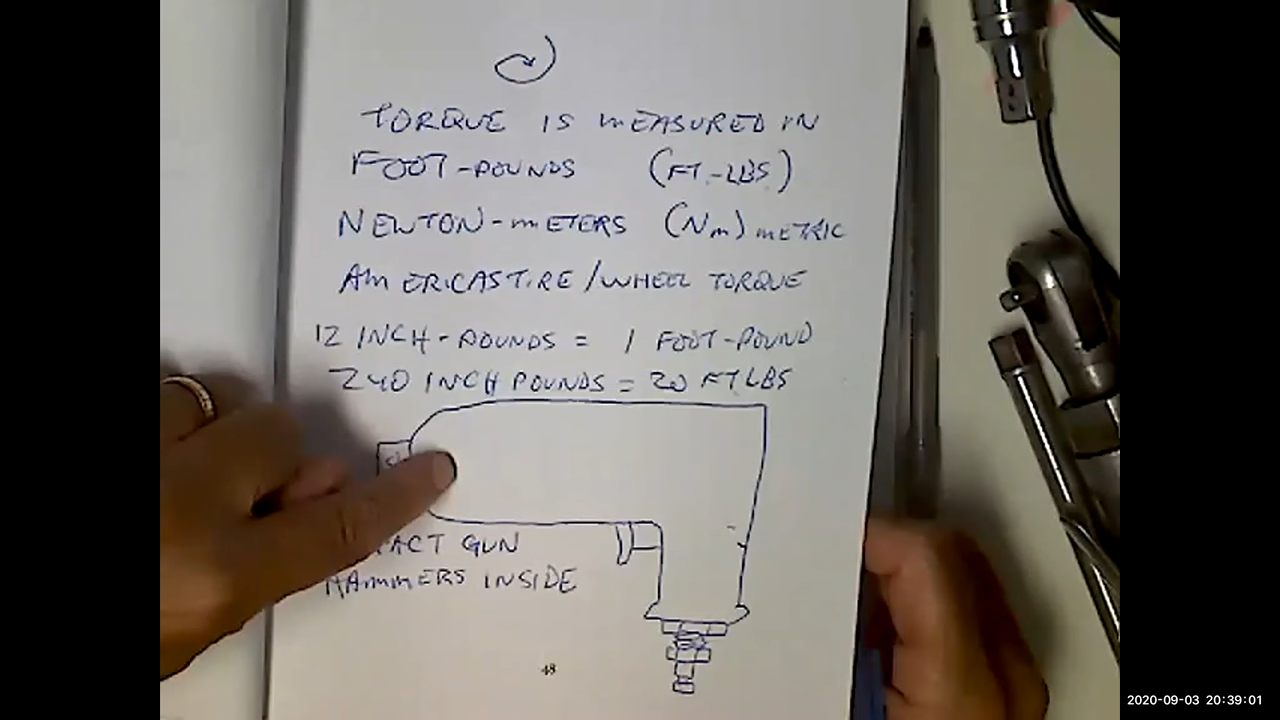 TORQUE IS MEASURED IN
FOOT-POUNDS (FT.-LBS.)
NEWTON-METERS (Nm) METRIC
AMERICASTIRE/WHEEL TORQUE
12 INCH-POUNDS = 1 FOOT-POUND
240 INCH POUNDS = 20 FT.LBS
GUN
HAMMERS INSIDE
48
2020-09-03 20:39:01